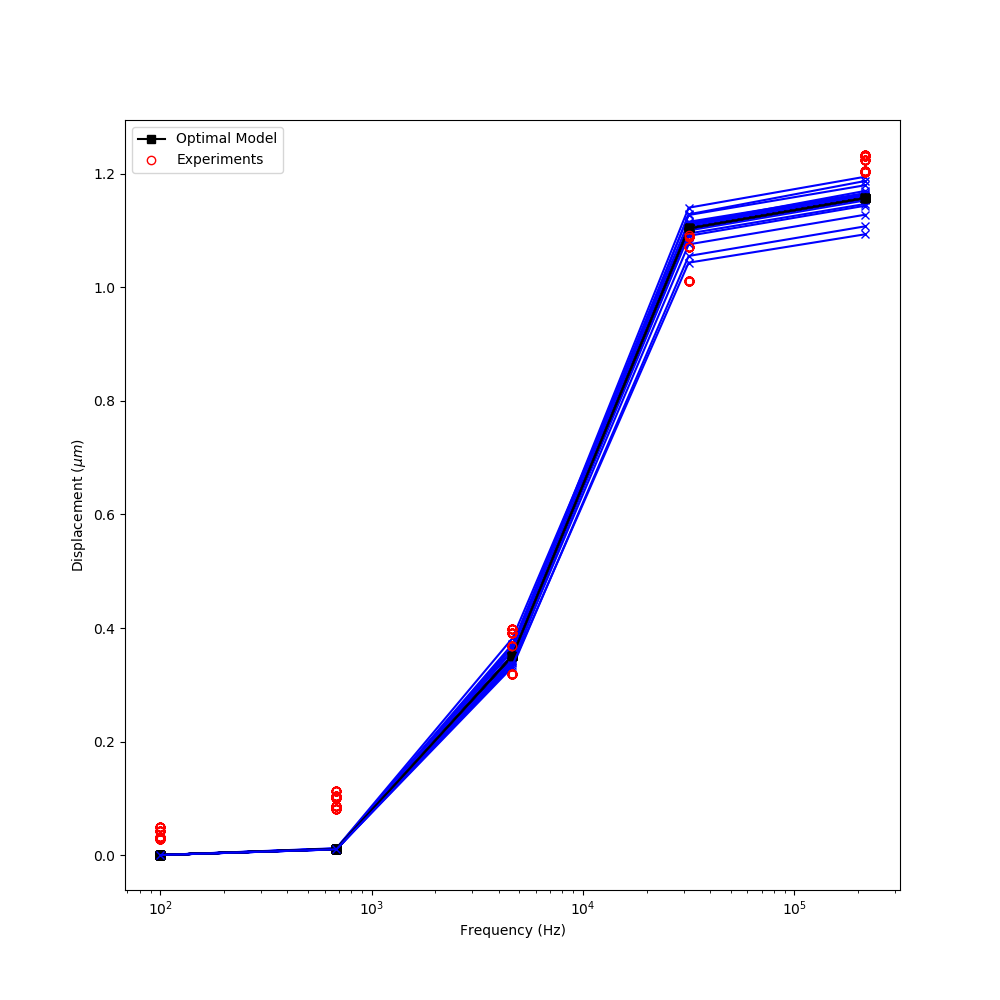 Optimal Model
Experiments
1.2
1.0
0.8
0.6
0.4
0.2
0.0
Displacement (μm)
10²
10³
10⁴
10⁵
Frequency (Hz)